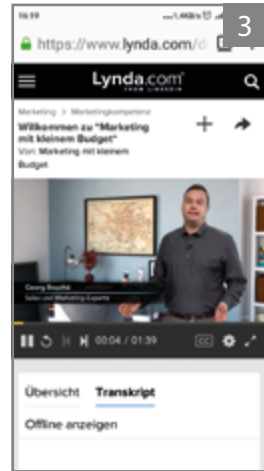 16:19
3
https://www.lynda.com/d
Lynda.com
FROM LINKEDIN
Marketing > Marketingkompetenz
Willkommen zu "Marketing
mit kleinem Budget"
Von: Marketing mit kleinem
Budget
Georg Bouché
Sales und Marketing-Experte
00:04 / 01:39
CC
Übersicht Transkript
Offline anzeigen